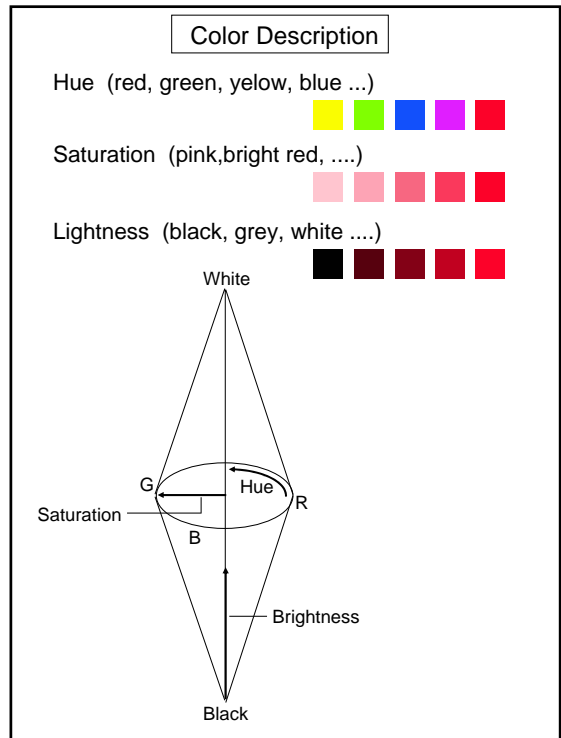 Color Description
Hue (red, green, yelow, blue ...)
Saturation (pink,bright red, ....)
Lightness (black, grey, white ....)
White
G
Hue
R
Saturation
B
Brightness
Black